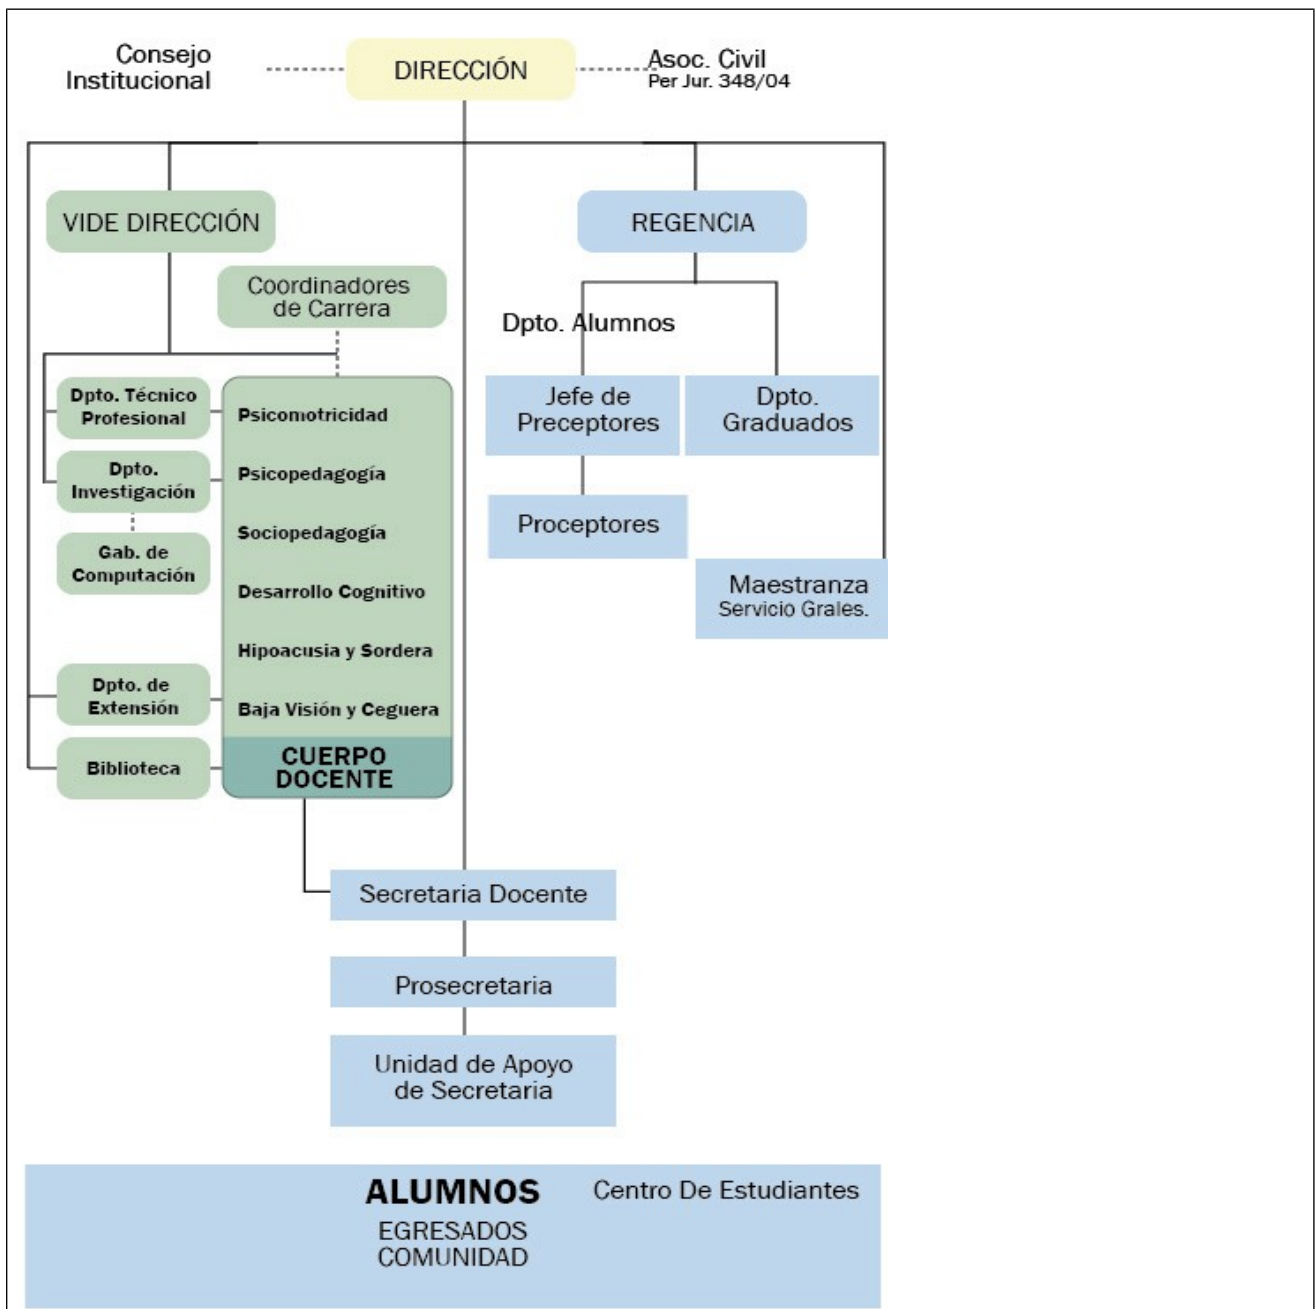 Consejo
Institucional
DIRECCIÓN
Asoc. Civil
Per Jur. 348/04
VIDE DIRECCIÓN
REGENCIA
Coordinadores
de Carrera
Dpto. Alumnos
Dpto. Técnico
Profesional
Dpto.
Investigación
Gab. de
Computación
Dpto. de
Extensión
Biblioteca
Psicomotricidad
Psicopedagogía
Sociopedagogía
Desarrollo Cognitivo
Hipoacusia y Sordera
Baja Visión y Ceguera
CUERPO
DOCENTE
Jefe de
Preceptores
Dpto.
Graduados
Proceptores
Maestranza
Servicio Grales.
Secretaria Docente
Prosecretaria
Unidad de Apoyo
de Secretaria
ALUMNOS
Centro De Estudiantes
EGRESADOS
COMUNIDAD